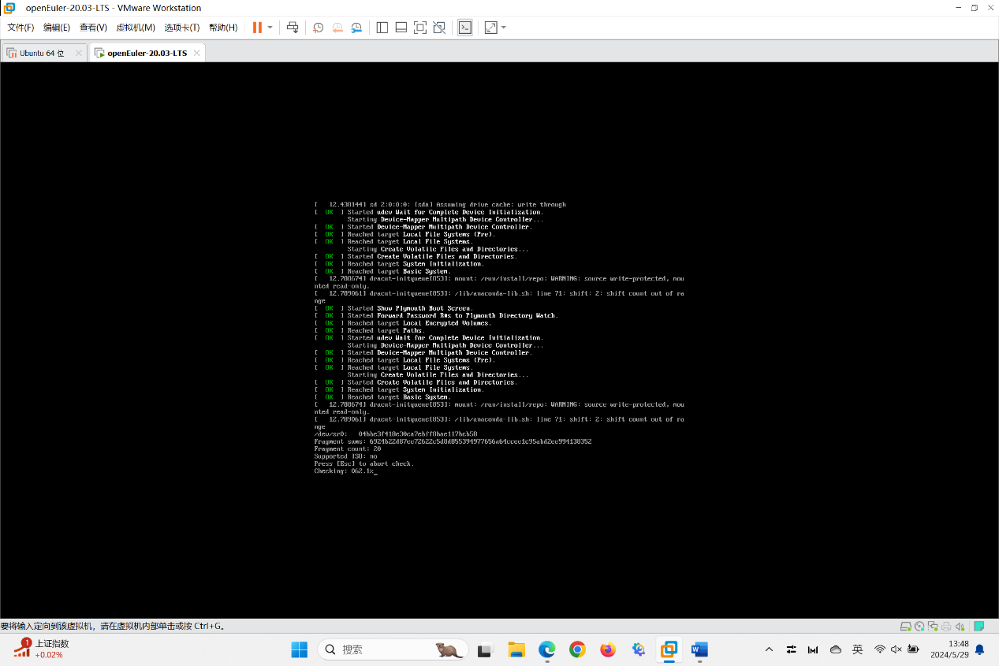 openEuler-20.03-LTS - VMware Workstation
文件(F) 编辑(E) 查看(V) 虚拟机(M) 选项卡(T) 帮助(H)
Ubuntu 64 位 openEuler-20.03-LTS
[ 12.438144] sd 2:0:0:0: [sda] Assuming drive cache: write through
[ OK ] Started udev Wait for Complete Device Initialization.
Starting Device-Mapper Multipath Device Controller...
[ OK ] Started Device-Mapper Multipath Device Controller.
[ OK ] Reached target Local File Systems (Pre).
[ OK ] Reached target Local File Systems.
Starting Create Volatile Files and Directories...
[ OK ] Started Create Volatile Files and Directories.
[ OK ] Reached target System Initialization.
[ OK ] Reached target Basic System.
[ 12.788674] dracut-initqueue[853]: mount: /run/install/repo: WARNING: source write-protected, mou
nted read-only.
[ 12.789061] dracut-initqueue[853]: /lib/anaconda-lib.sh: line 71: shift: 2: shift count out of ra
nge
[ OK ] Started Show Plymouth Boot Screen.
[ OK ] Started Forward Password R#s to Plymouth Directory Watch.
[ OK ] Reached target Local Encrypted Volumes.
[ OK ] Reached target Paths.
[ OK ] Started udev Wait for Complete Device Initialization.
Starting Device-Mapper Multipath Device Controller...
[ OK ] Started Device-Mapper Multipath Device Controller.
[ OK ] Reached target Local File Systems (Pre).
[ OK ] Reached target Local File Systems.
Starting Create Volatile Files and Directories...
[ OK ] Started Create Volatile Files and Directories.
[ OK ] Reached target System Initialization.
[ OK ] Reached target Basic System.
[ 12.788674] dracut-initqueue[853]: mount: /run/install/repo: WARNING: source write-protected, mou
nted read-only.
[ 12.789061] dracut-initqueue[853]: /lib/anaconda-lib.sh: line 71: shift: 2: shift count out of ra
nge
/dev/sr0: 04bbe3f418e30ca7ebff8bae117bcb58
Fragment sums: 6924b22d87ee72622c5d8d855394977656a64ceee1c95abd2ee994138352
Fragment count: 20
Supported ISO: no
Press [Esc] to abort check.
Checking: 062.1%_
要将输入定向到该虚拟机，请在虚拟机内部单击或按 Ctrl+G。
1 上证指数
+0.02%
搜索
英
13:48
2024/5/29